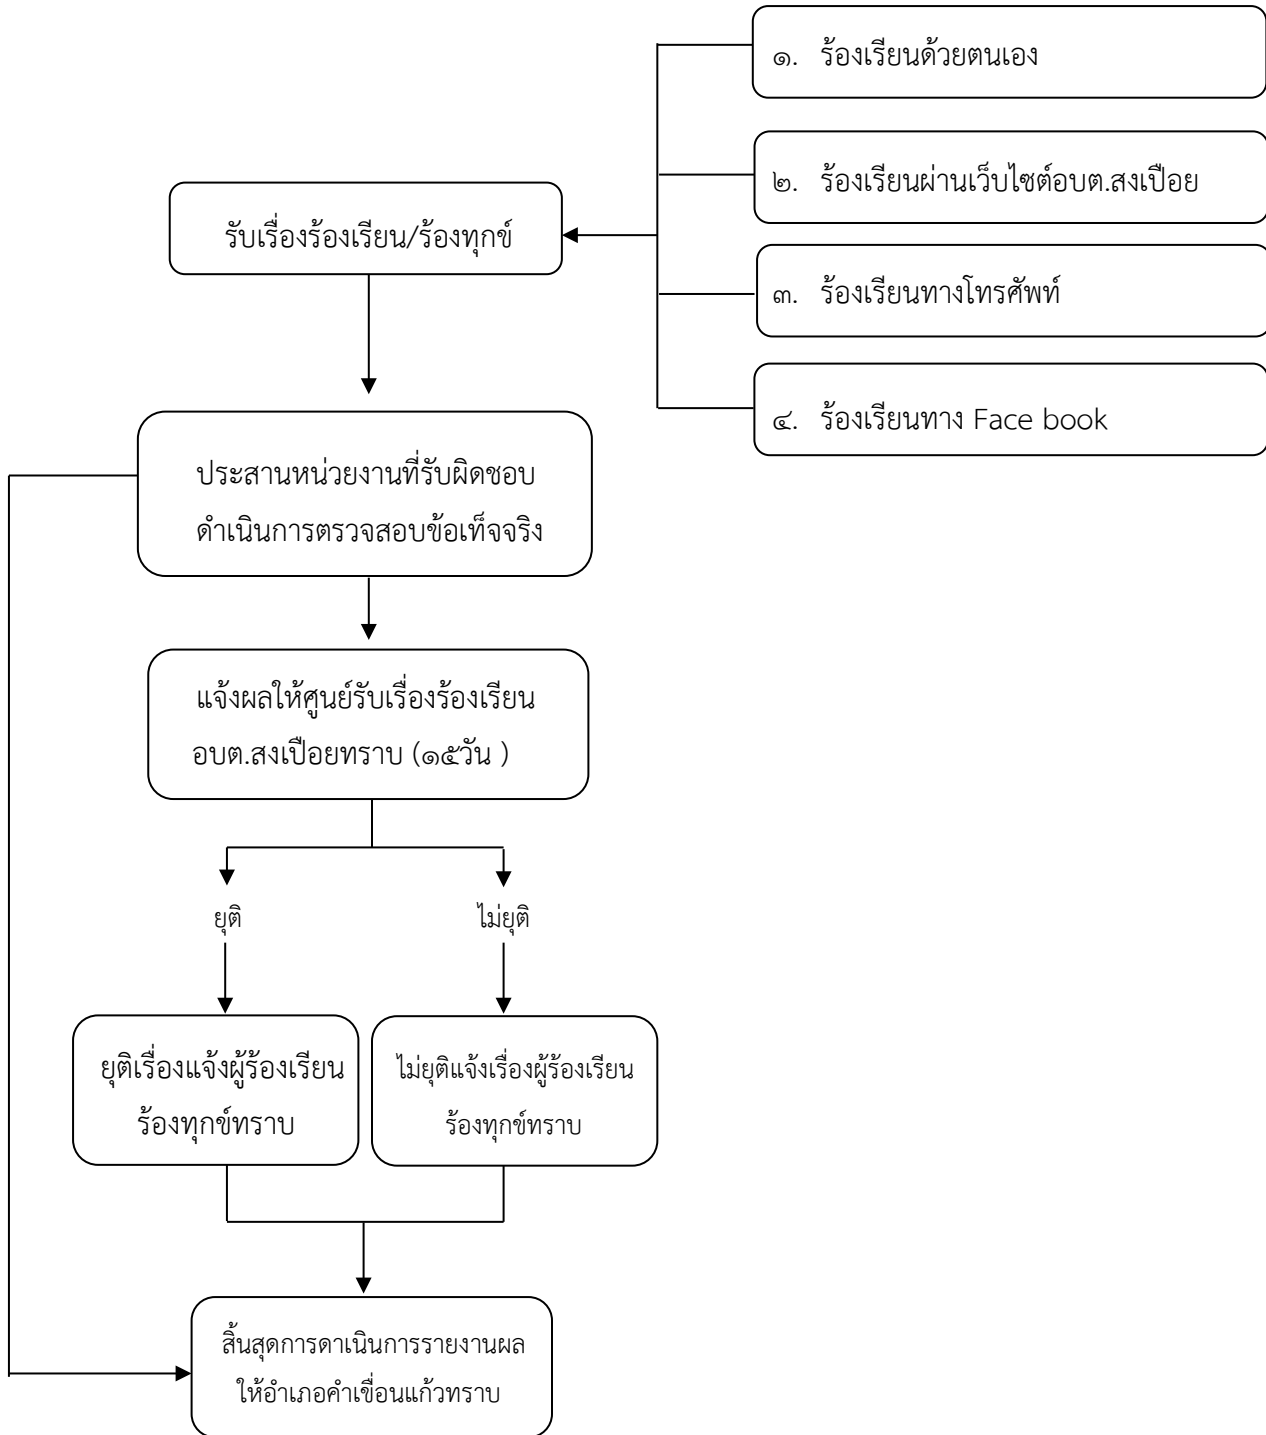 ๑. ร้องเรียนด้วยตนเอง
๒. ร้องเรียนผ่านเว็บไซต์อบต.สงเปือย
รับเรื่องร้องเรียน/ร้องทุกข์
๓. ร้องเรียนทางโทรศัพท์
๔. ร้องเรียนทาง Face book
ประสานหน่วยงานที่รับผิดชอบ
ดำเนินการตรวจสอบข้อเท็จจริง
แจ้งผลให้ศูนย์รับเรื่องร้องเรียน
อบต.สงเปือยทราบ (๑๕วัน )
ยุติ
ไม่ยุติ
ยุติเรื่องแจ้งผู้ร้องเรียน
ร้องทุกข์ทราบ
ไม่ยุติแจ้งเรื่องผู้ร้องเรียน
ร้องทุกข์ทราบ
สิ้นสุดการดาเนินการรายงานผล
ให้อำเภอคำเขื่อนแก้วทราบ